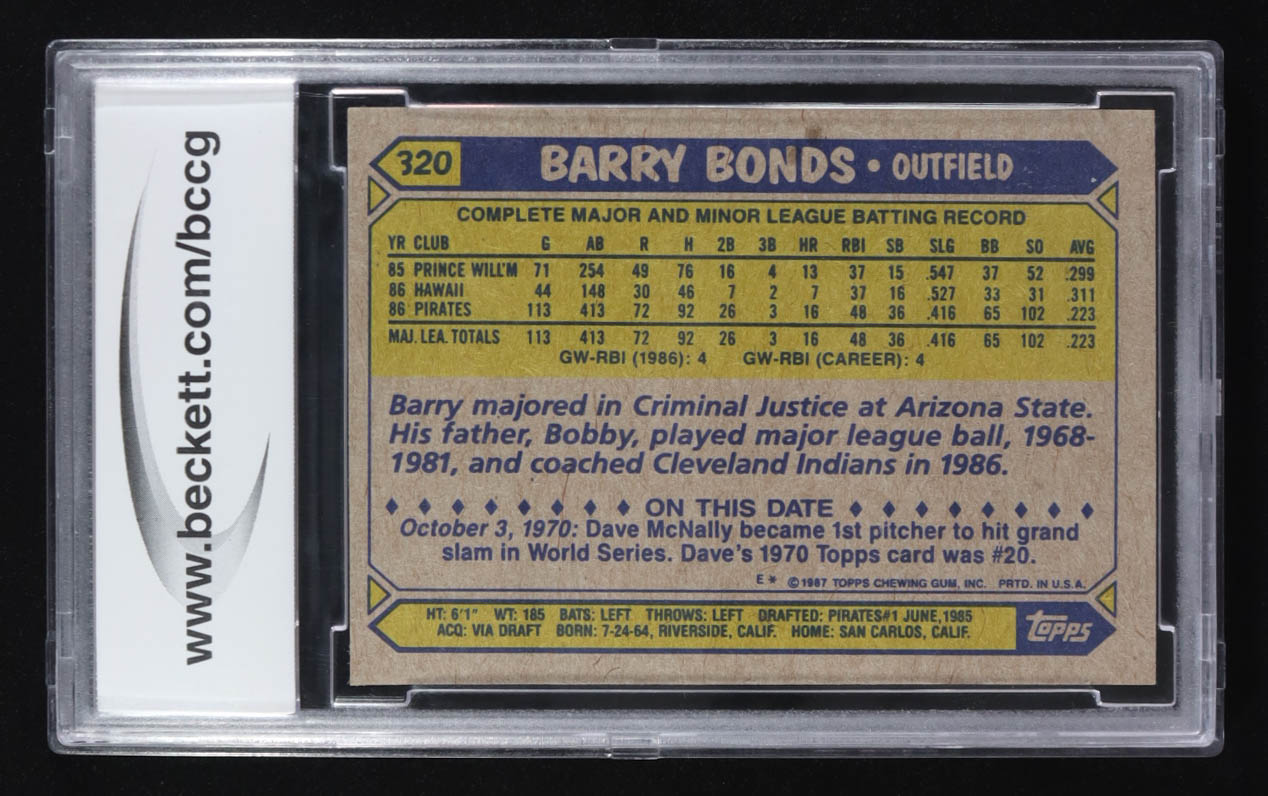 www.beckett.com/bccg
320 BARRY BONDS • OUTFIELD
COMPLETE MAJOR AND MINOR LEAGUE BATTING RECORD
YR CLUB G AB R H 2B 3B HR RBI SB SLG BB SO AVG
85 PRINCE WILL'M 71 254 49 76 16 4 13 37 15 .547 37 52 .299
86 HAWAII 44 148 30 46 7 2 7 37 16 .527 33 31 .311
86 PIRATES 113 413 72 92 26 3 16 48 36 .416 65 102 .223
MAJ. LEA. TOTALS 113 413 72 92 26 3 16 48 36 .416 65 102 .223
GW-RBI (1986): 4 GW-RBI (CAREER): 4
Barry majored in Criminal Justice at Arizona State.
His father, Bobby, played major league ball, 1968-
1981, and coached Cleveland Indians in 1986.
♦ ♦ ♦ ♦ ♦ ♦ ♦ ♦ ON THIS DATE ♦ ♦ ♦ ♦ ♦ ♦ ♦ ♦
October 3, 1970: Dave McNally became 1st pitcher to hit grand
slam in World Series. Dave's 1970 Topps card was #20.
E * ©1987 TOPPS CHEWING GUM, INC. PRTD. IN U.S.A.
HT: 6'1" WT: 185 BATS: LEFT THROWS: LEFT DRAFTED: PIRATES#1 JUNE, 1985
ACQ: VIA DRAFT BORN: 7-24-64, RIVERSIDE, CALIF. HOME: SAN CARLOS, CALIF.
TOPPS